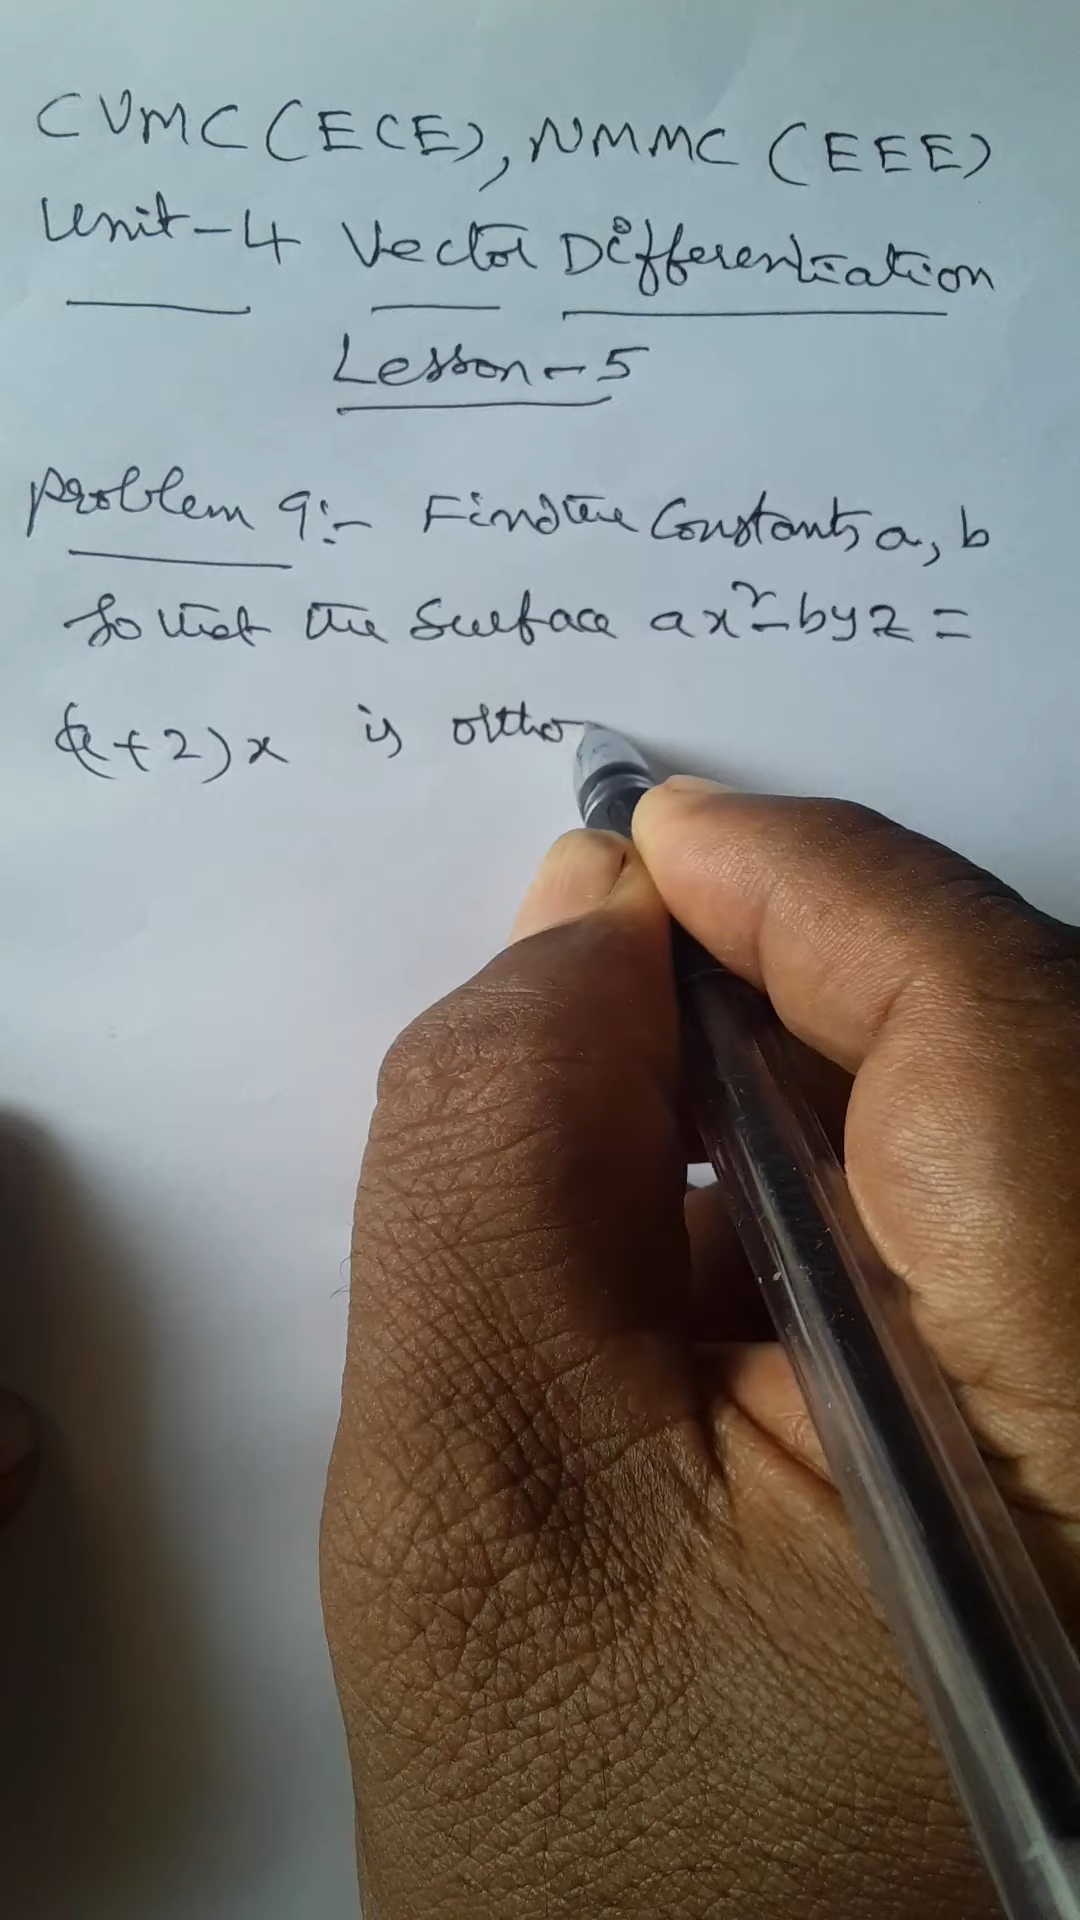 CVMC (ECE), NMMC (EEE)
Unit-4 Vector Differentiation
Lesson-5
Problem 9:- Find the Constants a, b
So that the Surface ax²-byz =
(a+2)x is ortho